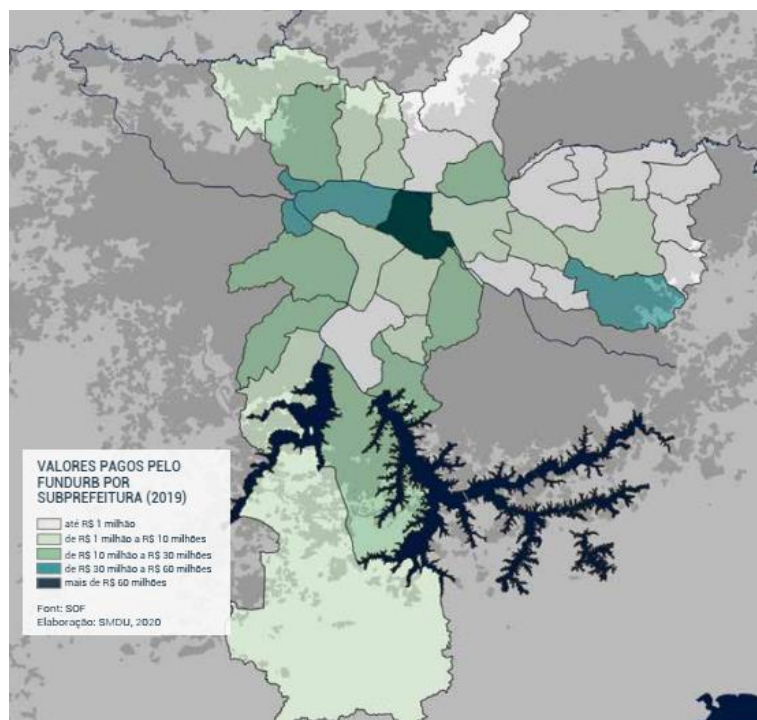 VALORES PAGOS PELO
FUNDURB POR
SUBPREFEITURA (2019)
até R$ 1 milhão
de R$ 1 milhão a R$ 10 milhões
de R$ 10 milhão a R$ 30 milhões
de R$ 30 milhão a R$ 60 milhões
mais de R$ 60 milhões
Font: SOF
Elaboração: SMDU, 2020